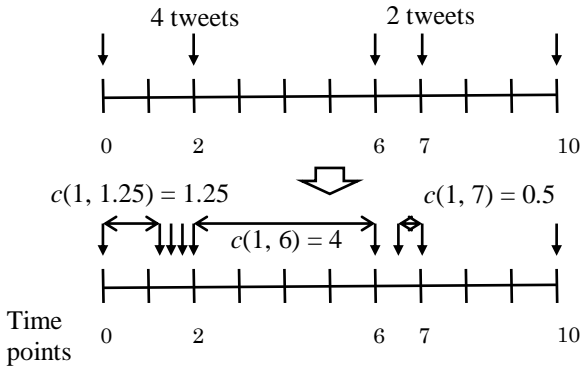 4 tweets 2 tweets
0 2 6 7 10
c(1, 1.25) = 1.25 c(1, 7) = 0.5
c(1, 6) = 4
Time points
0 2 6 7 10